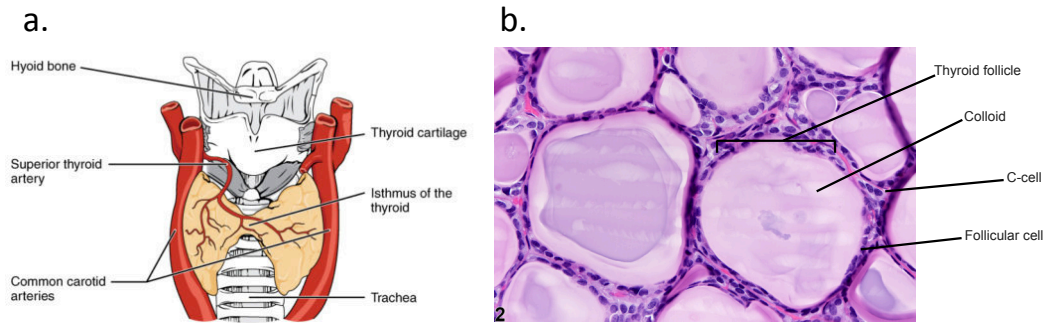 a.
Hyoid bone
Thyroid cartilage
Superior thyroid
artery
Isthmus of the
thyroid
Common carotid
arteries
Trachea
b.
Thyroid follicle
Colloid
C-cell
Follicular cell
2